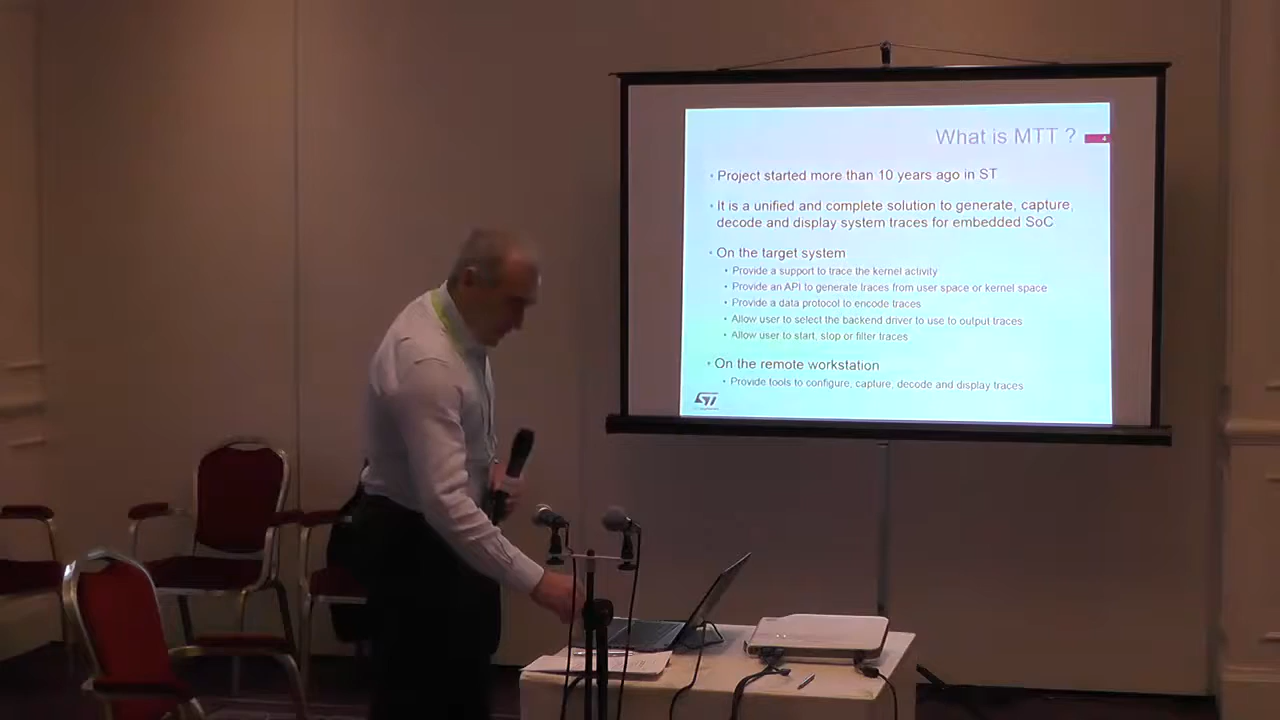 What is MTT ?
4
• Project started more than 10 years ago in ST
• It is a unified and complete solution to generate, capture,
decode and display system traces for embedded SoC
• On the target system
• Provide a support to trace the kernel activity
• Provide an API to generate traces from user space or kernel space
• Provide a data protocol to encode traces
• Allow user to select the backend driver to use to output traces
• Allow user to start, stop or filter traces
• On the remote workstation
• Provide tools to configure, capture, decode and display traces
ST